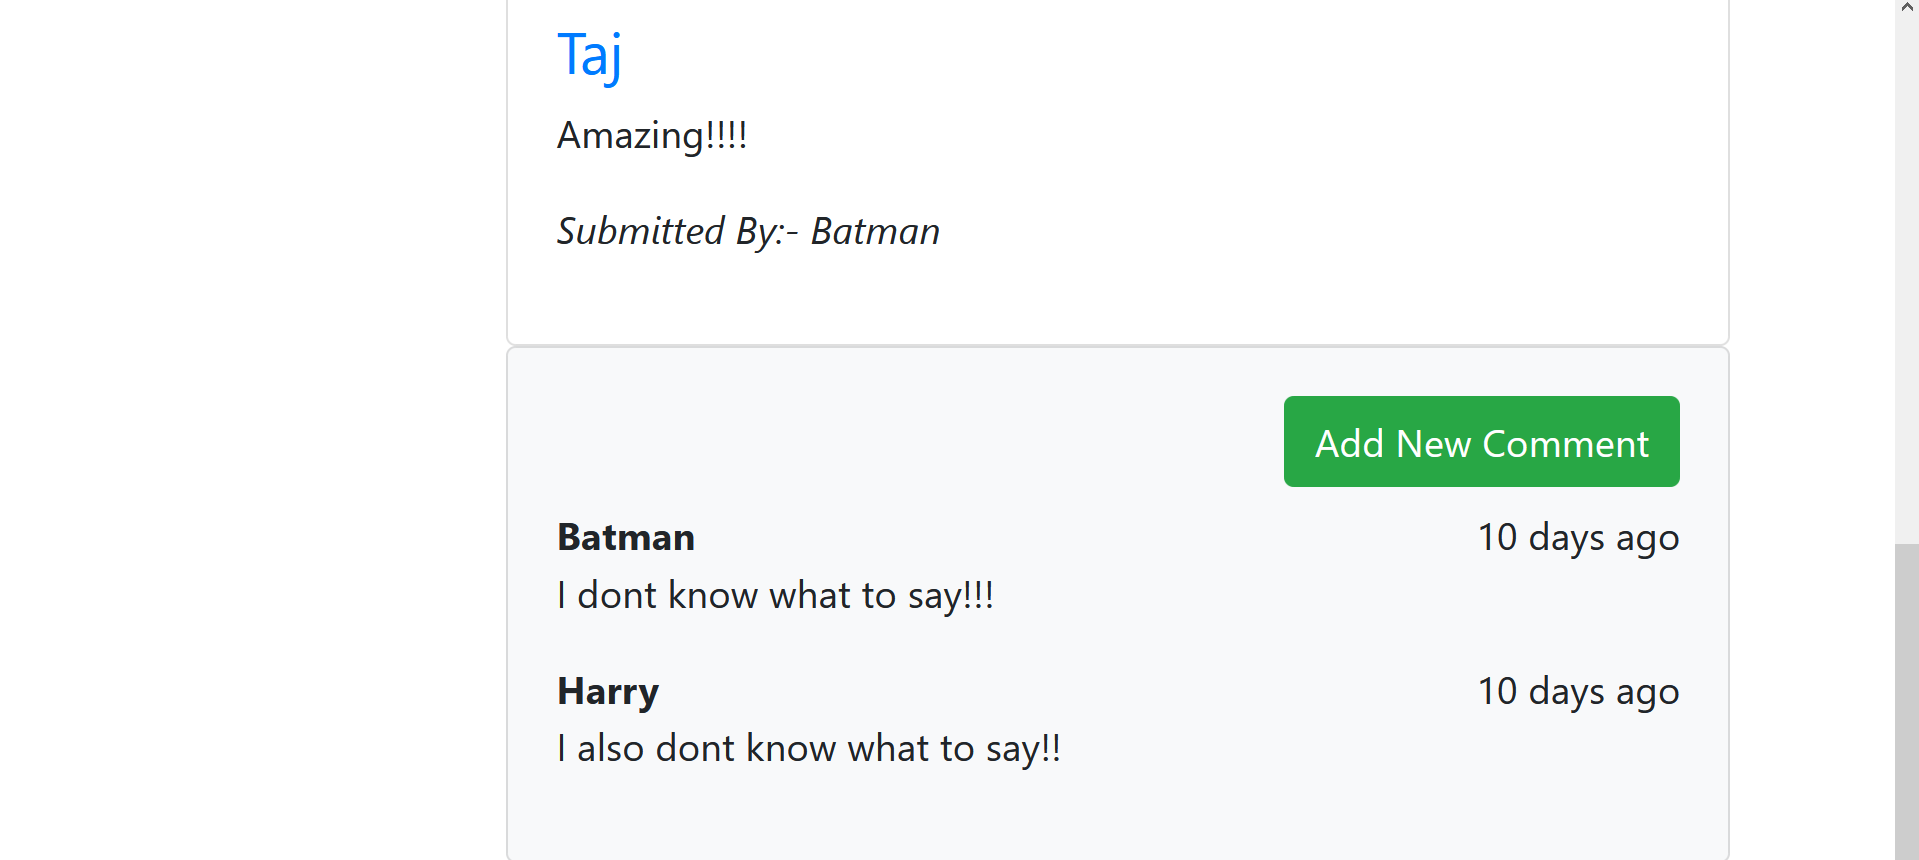 Taj
Amazing!!!!
Submitted By:- Batman
Add New Comment
Batman 10 days ago
I dont know what to say!!!
Harry 10 days ago
I also dont know what to say!!